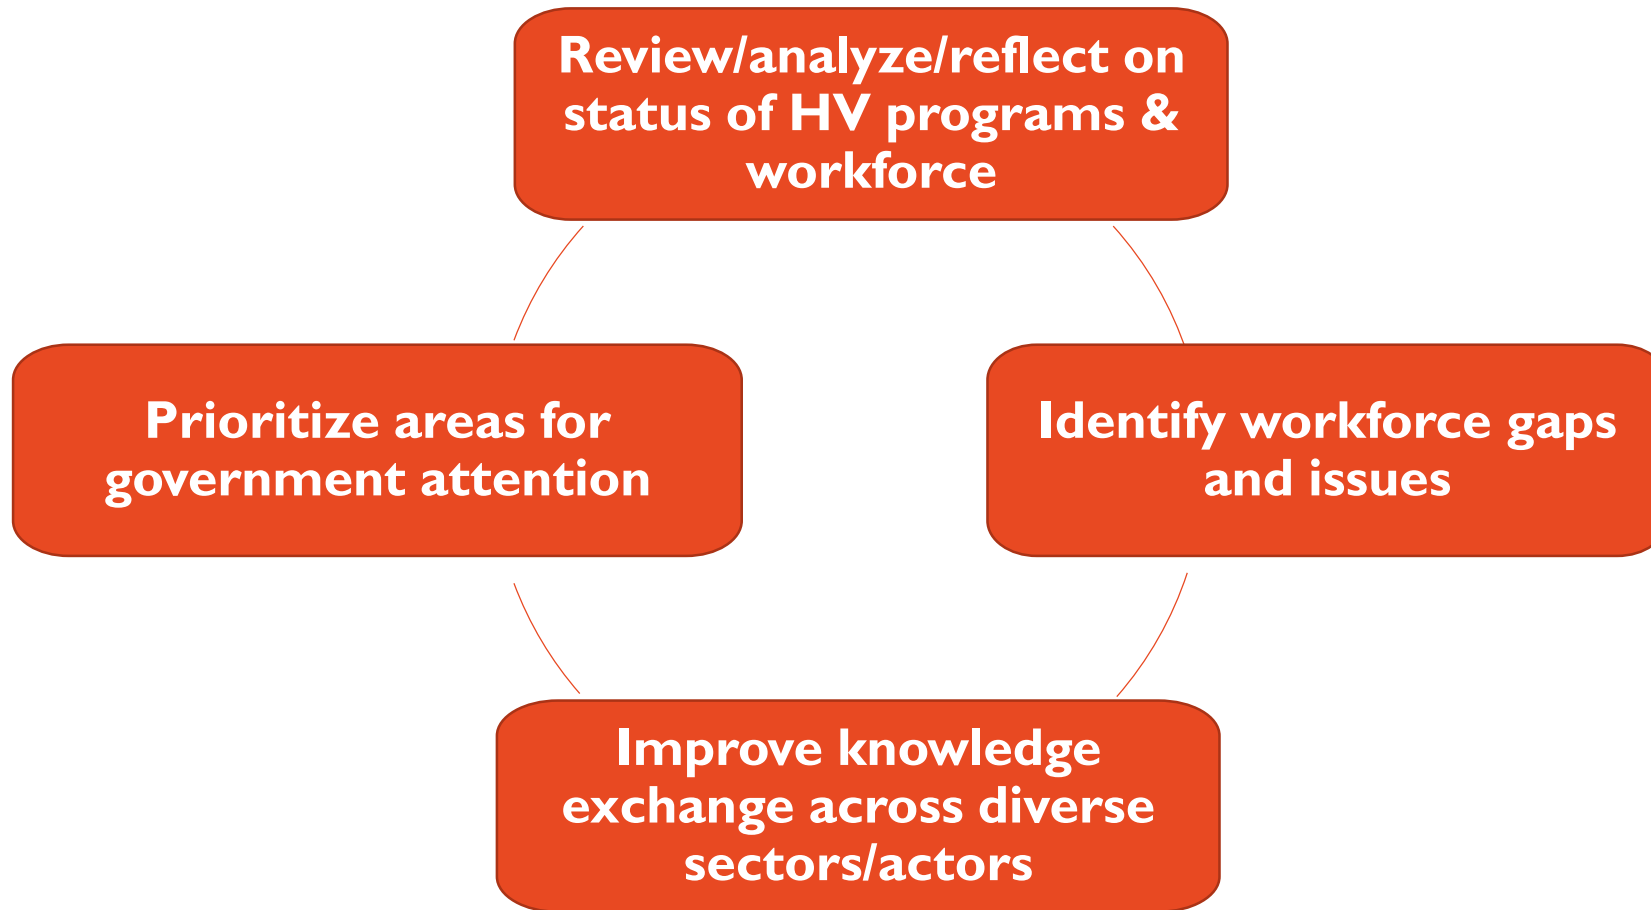 Review/analyze/reflect on
status of HV programs &
workforce
Prioritize areas for
government attention
Identify workforce gaps
and issues
Improve knowledge
exchange across diverse
sectors/actors